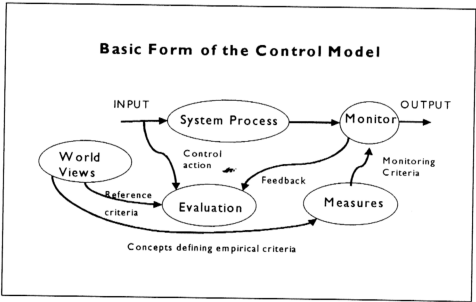 Basic Form of the Control Model
INPUT
OUTPUT
System Process
Monitor
World
Views
Control
action
Feedback
Monitoring
Criteria
Reference
criteria
Evaluation
Measures
Concepts defining empirical criteria